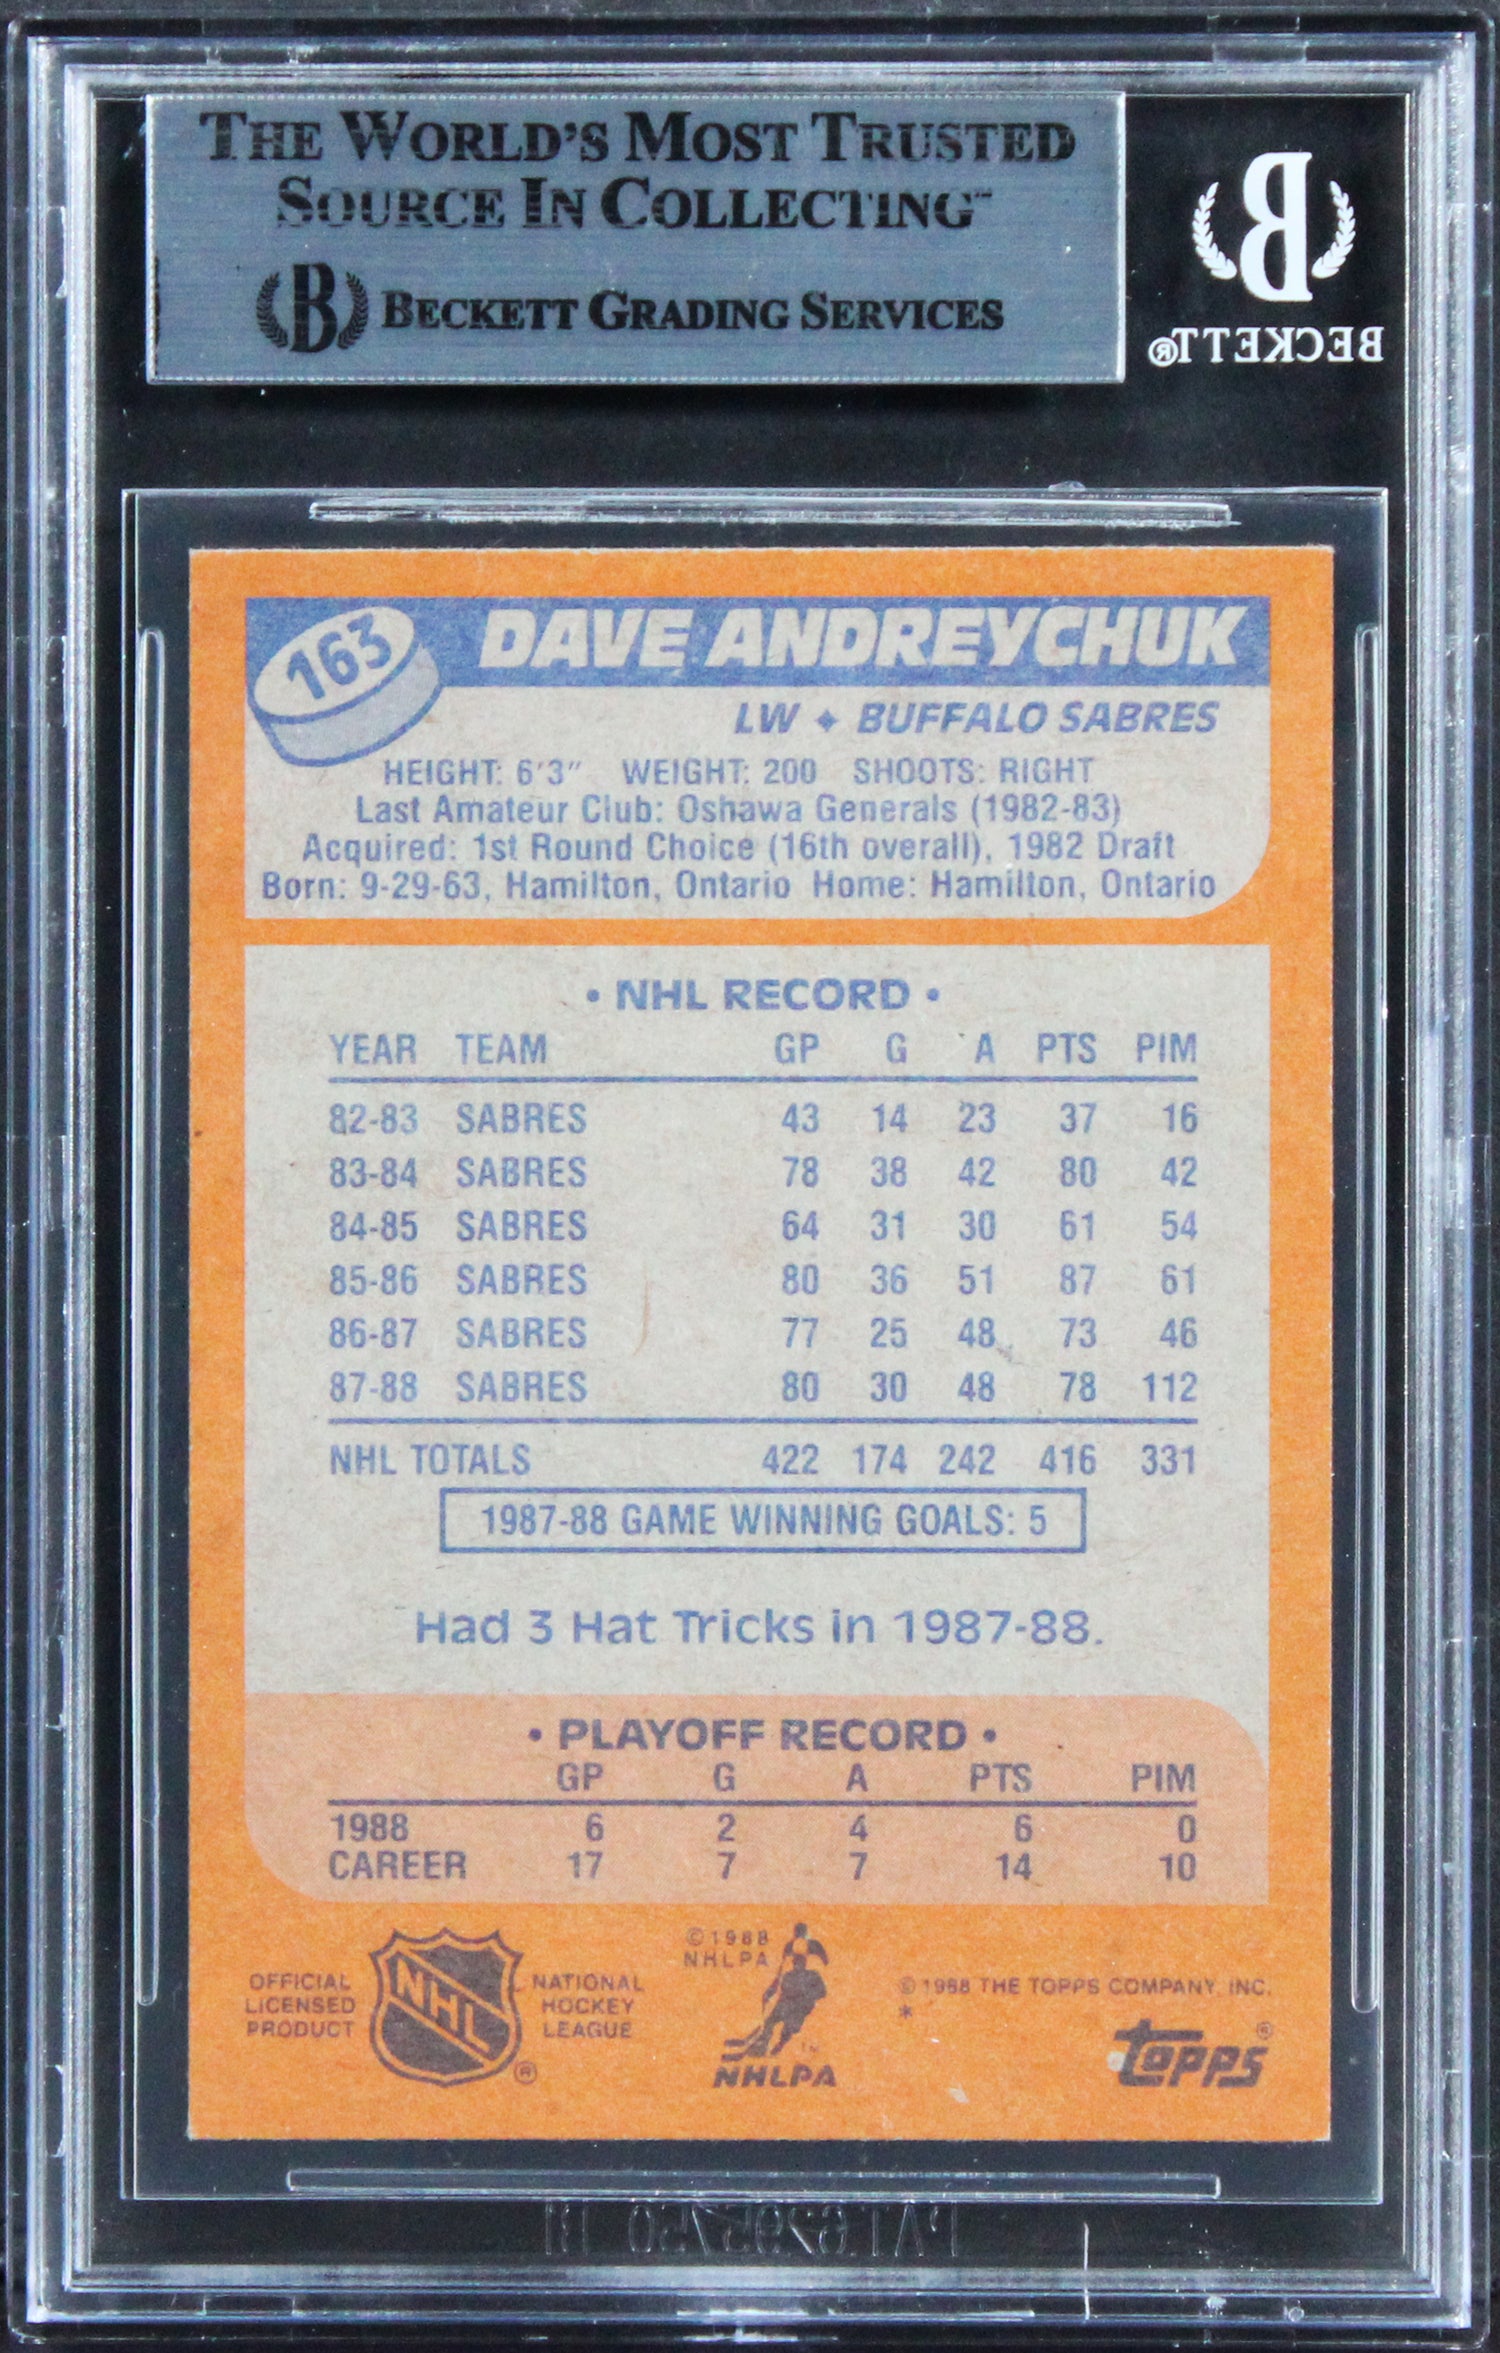 THE WORLD'S MOST TRUSTED
SOURCE IN COLLECTING™
B BECKETT GRADING SERVICES
B
BECKETT®
163
DAVE ANDREYCHUK
LW ♦ BUFFALO SABRES
HEIGHT: 6'3" WEIGHT: 200 SHOOTS: RIGHT
Last Amateur Club: Oshawa Generals (1982-83)
Acquired: 1st Round Choice (16th overall), 1982 Draft
Born: 9-29-63, Hamilton, Ontario Home: Hamilton, Ontario
• NHL RECORD •
YEAR TEAM GP G A PTS PIM
82-83 SABRES 43 14 23 37 16
83-84 SABRES 78 38 42 80 42
84-85 SABRES 64 31 30 61 54
85-86 SABRES 80 36 51 87 61
86-87 SABRES 77 25 48 73 46
87-88 SABRES 80 30 48 78 112
NHL TOTALS 422 174 242 416 331
1987-88 GAME WINNING GOALS: 5
Had 3 Hat Tricks in 1987-88.
• PLAYOFF RECORD •
GP G A PTS PIM
1988 6 2 4 6 0
CAREER 17 7 7 14 10
OFFICIAL
LICENSED
PRODUCT
NHL
®
NATIONAL
HOCKEY
LEAGUE
©1988
NHLPA
TM
NHLPA
©1988 THE TOPPS COMPANY, INC.
*
topps®